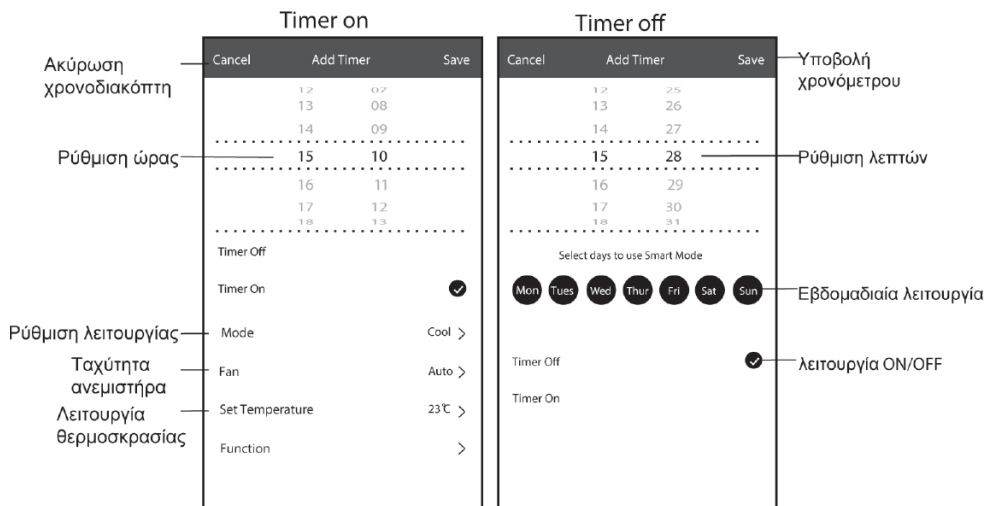 Timer on
Timer off
Ακύρωση
χρονοδιακόπτη
Cancel Add Timer Save
Cancel Add Timer Save
Υποβολή
χρονόμετρου
12 07
13 08
14 09
Ρύθμιση ώρας
15 10
16 11
17 12
18 13
12 25
13 26
14 27
15 28
Ρύθμιση λεπτών
16 29
17 30
18 31
Timer Off
Timer On
Ρύθμιση λειτουργίας
Mode Cool >
Ταχύτητα
ανεμιστήρα
Fan Auto >
Λειτουργία
θερμοσκρασίας
Set Temperature 23℃ >
Function >
Select days to use Smart Mode
Mon Tues Wed Thur Fri Sat Sun
Εβδομαδιαία λειτουργία
Timer Off
λειτουργία ON/OFF
Timer On